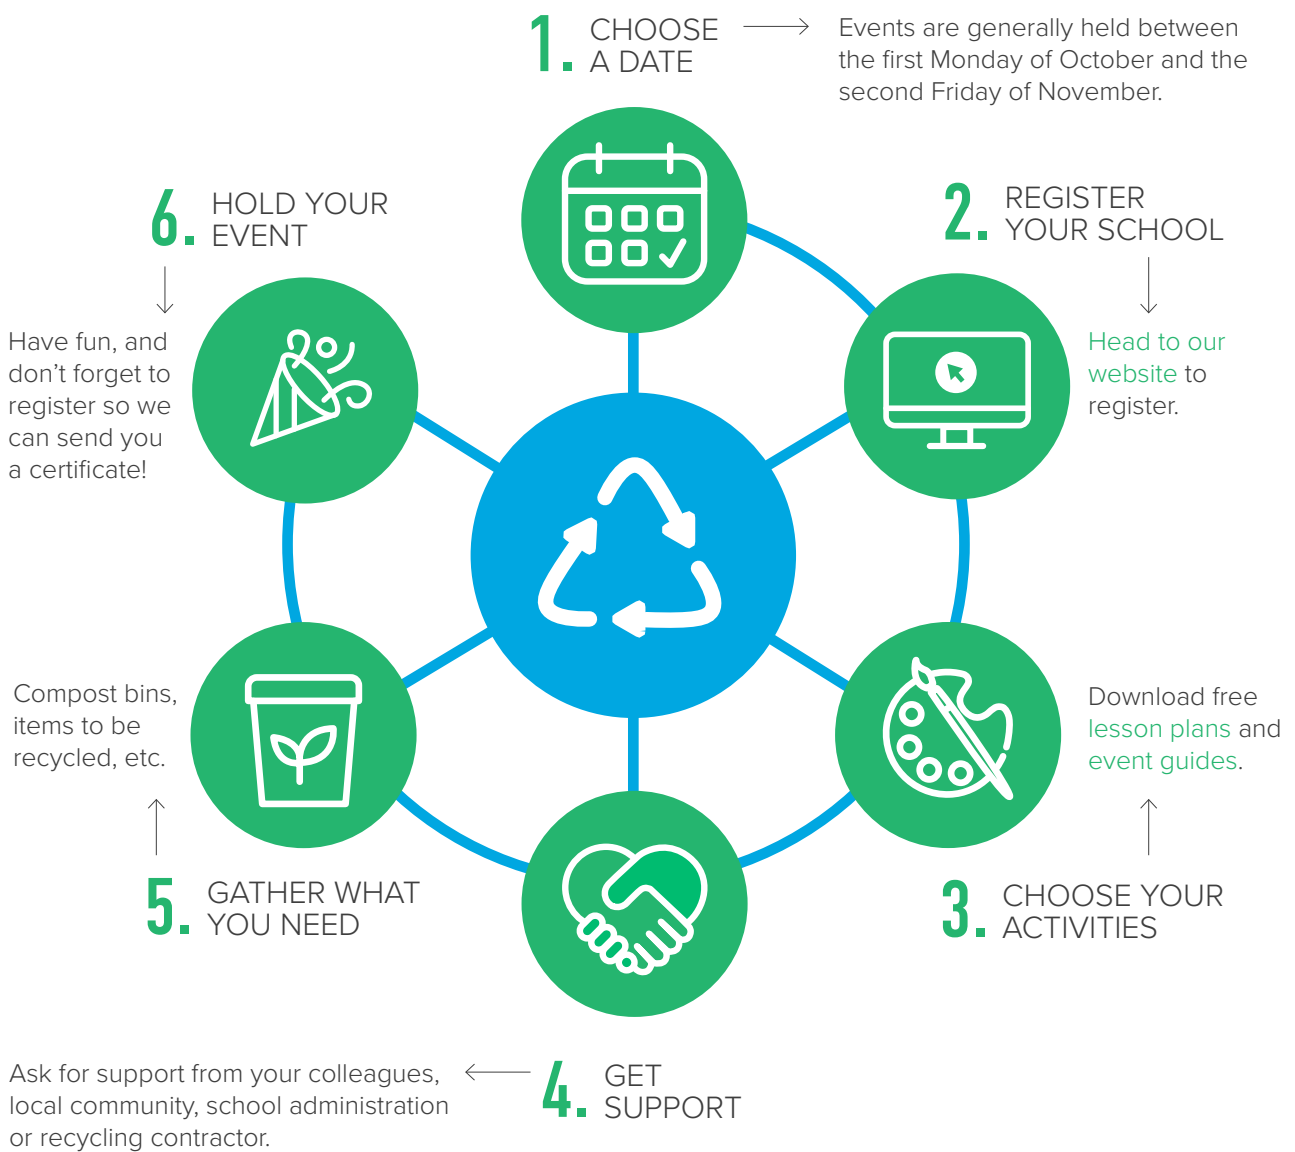 1. CHOOSE
A DATE
Events are generally held between
the first Monday of October and the
second Friday of November.
2. REGISTER
YOUR SCHOOL
Head to our
website to
register.
3. CHOOSE YOUR
ACTIVITIES
Download free
lesson plans and
event guides.
4. GET
SUPPORT
Ask for support from your colleagues,
local community, school administration
or recycling contractor.
5. GATHER WHAT
YOU NEED
Compost bins,
items to be
recycled, etc.
6. HOLD YOUR
EVENT
Have fun, and
don’t forget to
register so we
can send you
a certificate!